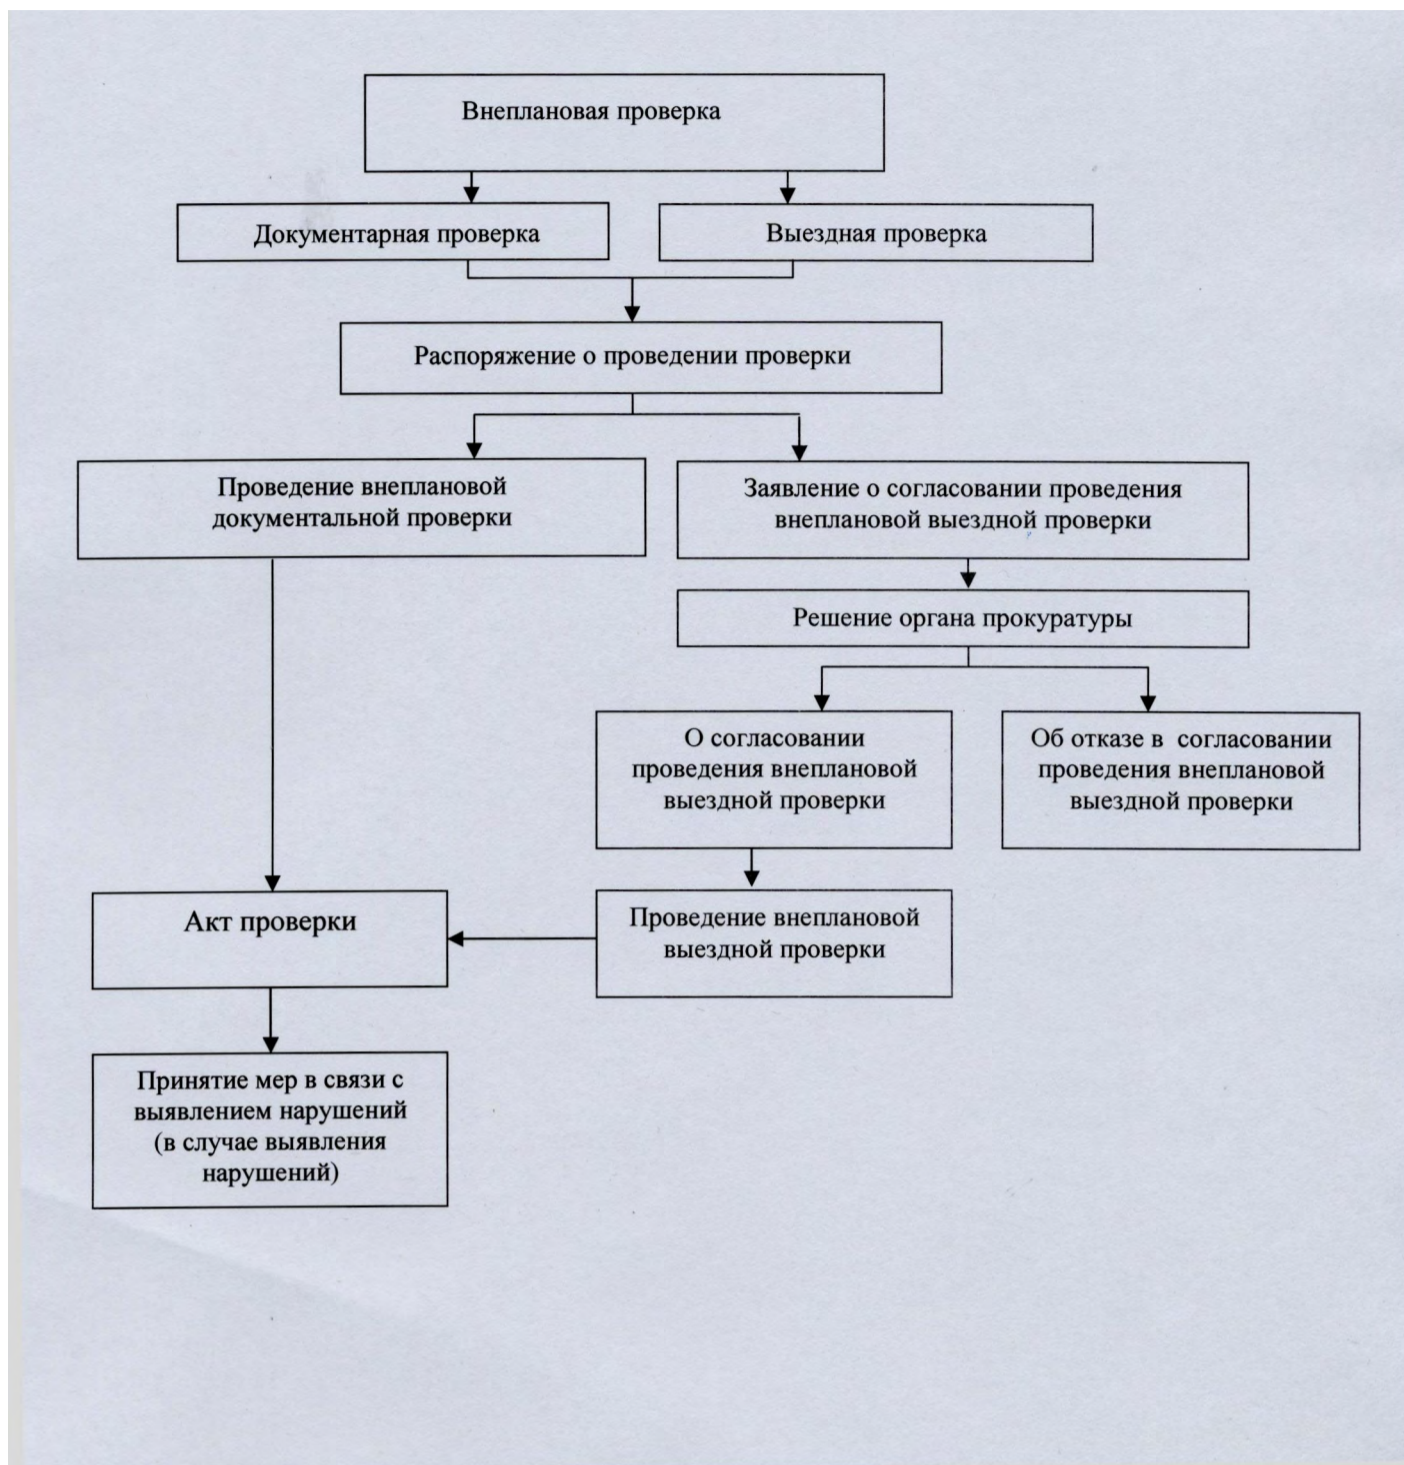 Внеплановая проверка
Документарная проверка
Выездная проверка
Распоряжение о проведении проверки
Проведение внеплановой
документальной проверки
Заявление о согласовании проведения
внеплановой выездной проверки
Решение органа прокуратуры
О согласовании
проведения внеплановой
выездной проверки
Об отказе в согласовании
проведения внеплановой
выездной проверки
Акт проверки
Проведение внеплановой
выездной проверки
Принятие мер в связи с
выявлением нарушений
(в случае выявления
нарушений)